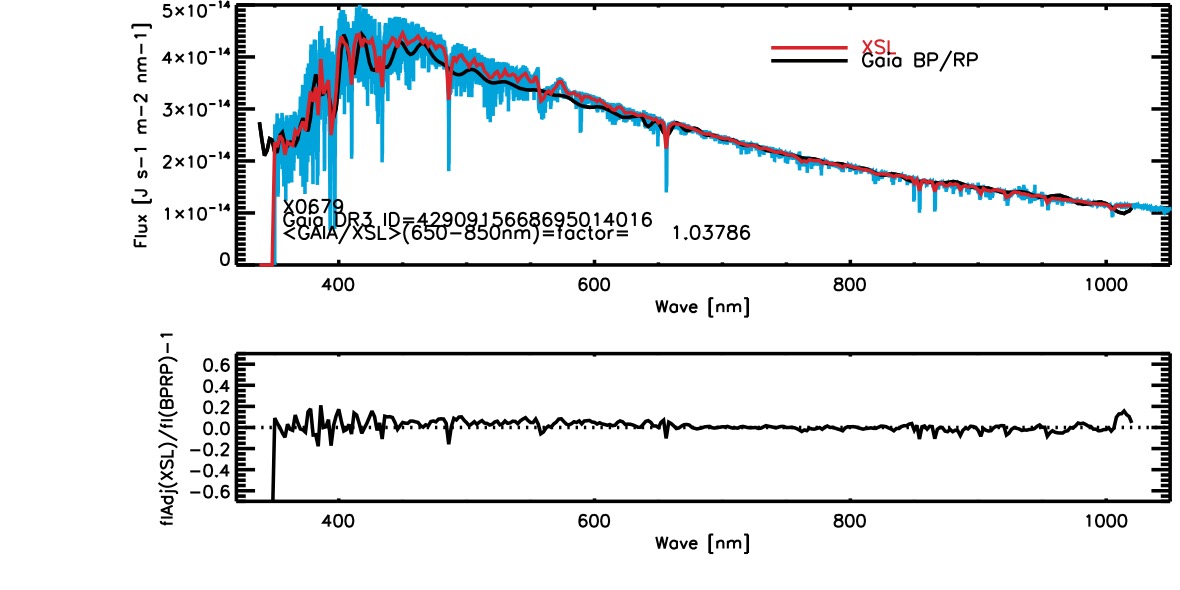 5×10−14
4×10−14
3×10−14
2×10−14
1×10−14
0
Flux [J s−1 m−2 nm−1]
XSL
Gaia BP/RP
X0679
Gaia DR3 ID=4290915668695014016
<GAIA/XSL>(650−850nm)=factor= 1.03786
400 600 800 1000
Wave [nm]
0.6
0.4
0.2
0.0
−0.2
−0.4
−0.6
flAdj(XSL)/fl(BPRP)−1
400 600 800 1000
Wave [nm]